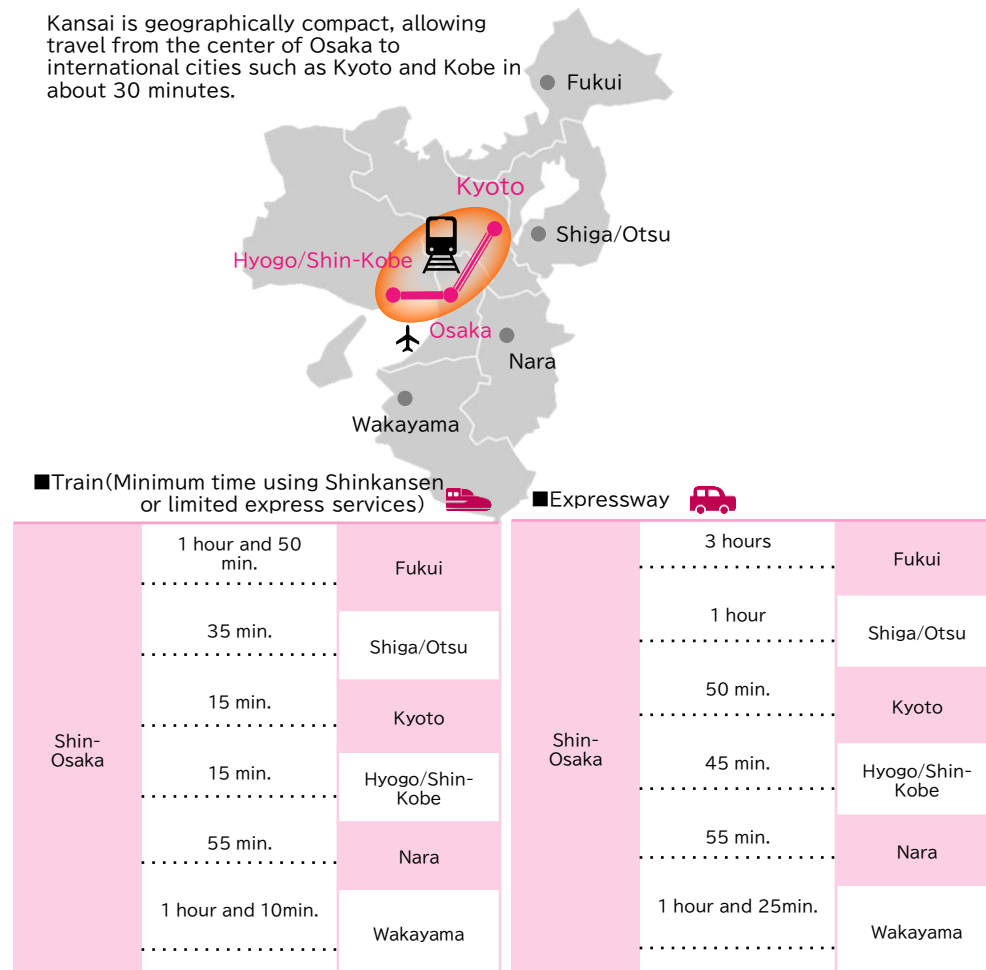 Kansai is geographically compact, allowing
travel from the center of Osaka to
international cities such as Kyoto and Kobe in
about 30 minutes.
Fukui
Kyoto
Shiga/Otsu
Hyogo/Shin-Kobe
Osaka
Nara
Wakayama
■Train(Minimum time using Shinkansen
or limited express services)
Shin-
Osaka
1 hour and 50
min.
Fukui
35 min.
Shiga/Otsu
15 min.
Kyoto
15 min.
Hyogo/Shin-
Kobe
55 min.
Nara
1 hour and 10min.
Wakayama
■Expressway
Shin-
Osaka
3 hours
Fukui
1 hour
Shiga/Otsu
50 min.
Kyoto
45 min.
Hyogo/Shin-
Kobe
55 min.
Nara
1 hour and 25min.
Wakayama